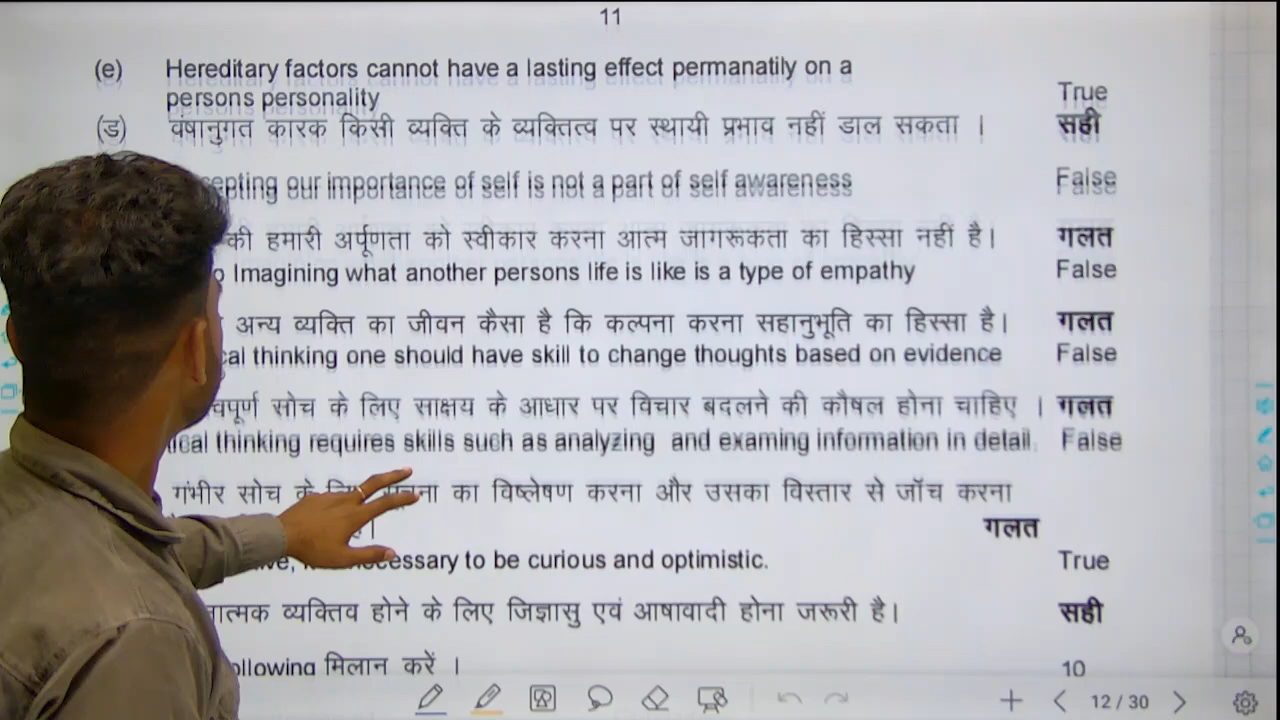 11
(e) Hereditary factors cannot have a lasting effect permanatily on a
persons personality True
(ड) वंषानुगत कारक किसी व्यक्ति के व्यक्तित्व पर स्थायी प्रभाव नहीं डाल सकता । सही
epting our importance of self is not a part of self awareness False
की हमारी अर्पूणता को स्वीकार करना आत्म जागरूकता का हिस्सा नहीं है। गलत
o Imagining what another persons life is like is a type of empathy False
अन्य व्यक्ति का जीवन कैसा है कि कल्पना करना सहानुभूति का हिस्सा है। गलत
cal thinking one should have skill to change thoughts based on evidence False
चपूर्ण सोच के लिए साक्षय के आधार पर विचार बदलने की कौषल होना चाहिए । गलत
ical thinking requires skills such as analyzing and examing information in detail. False
गंभीर सोच के का विष्लेषण करना और उसका विस्तार से जॉच करना
है। गलत
cessary to be curious and optimistic. True
ात्मक व्यक्तिव होने के लिए जिज्ञासु एवं आषावादी होना जरूरी है। सही
ollowing मिलान करें । 10
12 / 30